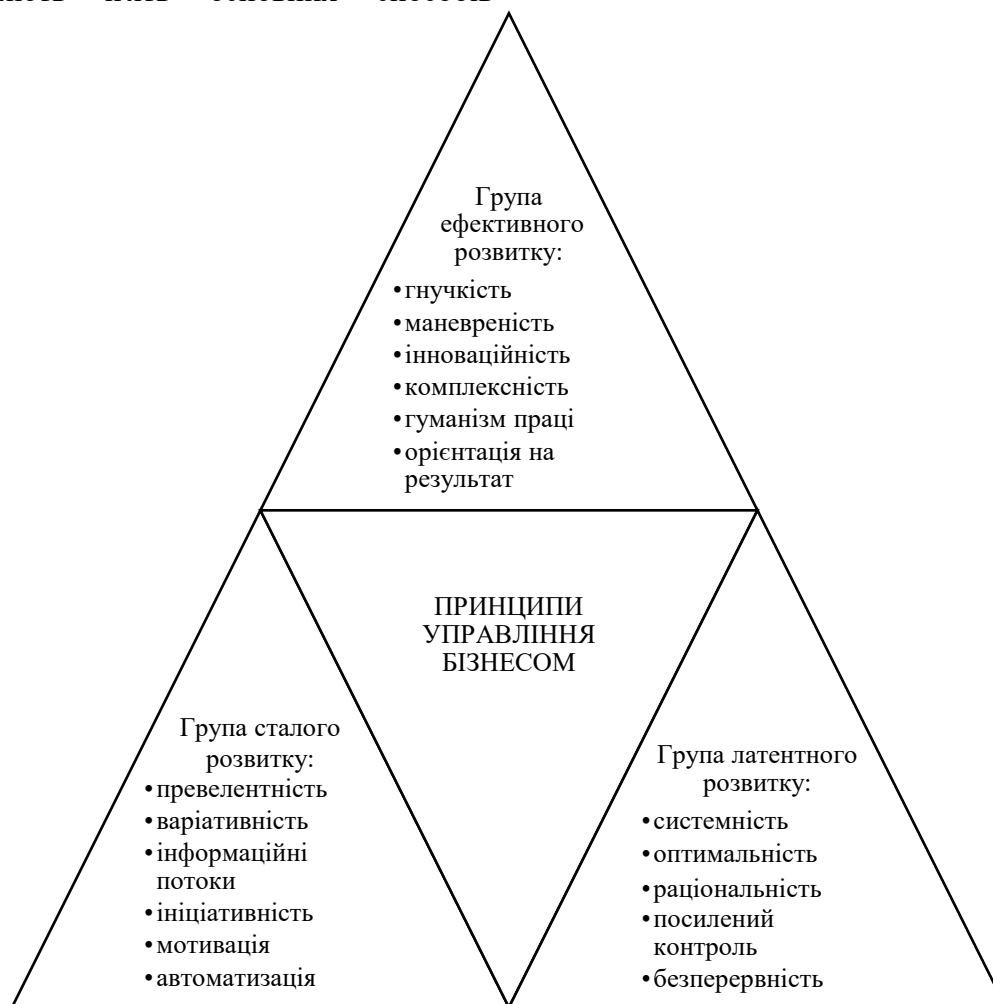 Група
ефективного
розвитку:
•гнучкість
•маневреність
•інноваційність
•комплексність
•гуманізм праці
•орієнтація на
результат
ПРИНЦИПИ
УПРАВЛІННЯ
БІЗНЕСОМ
Група сталого
розвитку:
•превелентність
•варіативність
•інформаційні
потоки
•ініціативність
•мотивація
•автоматизація
Група латентного
розвитку:
•системність
•оптимальність
•раціональність
•посилений
контроль
•безперервність